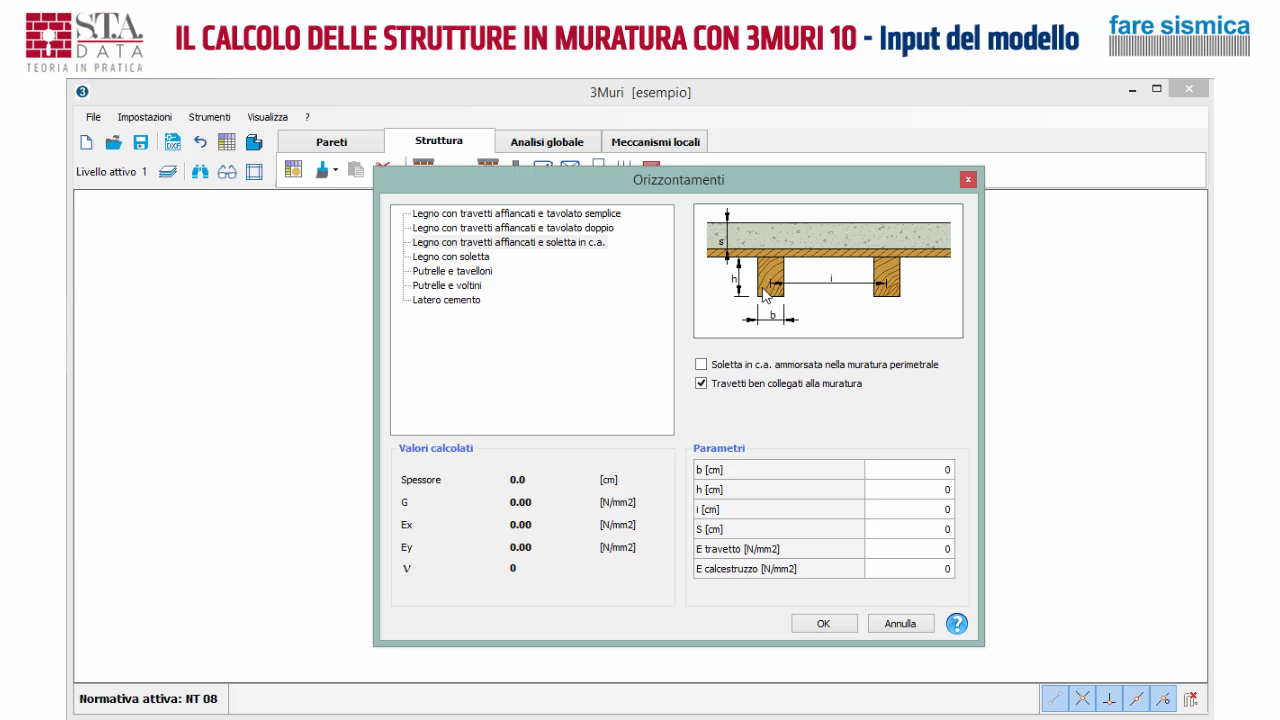 S.T.A.
DATA
TEORIA IN PRATICA
IL CALCOLO DELLE STRUTTURE IN MURATURA CON 3MURI 10 - Input del modello
fare sismica
3
3Muri [esempio]
File Impostazioni Strumenti Visualizza ?
DXF
Pareti Struttura Analisi globale Meccanismi locali
Livello attivo 1
Orizzontamenti
x
Legno con travetti affiancati e tavolato semplice
Legno con travetti affiancati e tavolato doppio
Legno con travetti affiancati e soletta in c.a.
Legno con soletta
Putrelle e tavelloni
Putrelle e voltini
Latero cemento
s
h
i
b
Soletta in c.a. ammorsata nella muratura perimetrale
Travetti ben collegati alla muratura
Valori calcolati
Spessore 0.0 [cm]
G 0.00 [N/mm2]
Ex 0.00 [N/mm2]
Ey 0.00 [N/mm2]
ν 0
Parametri
b [cm] 0
h [cm] 0
i [cm] 0
S [cm] 0
E travetto [N/mm2] 0
E calcestruzzo [N/mm2] 0
OK Annulla ?
Normativa attiva: NT 08